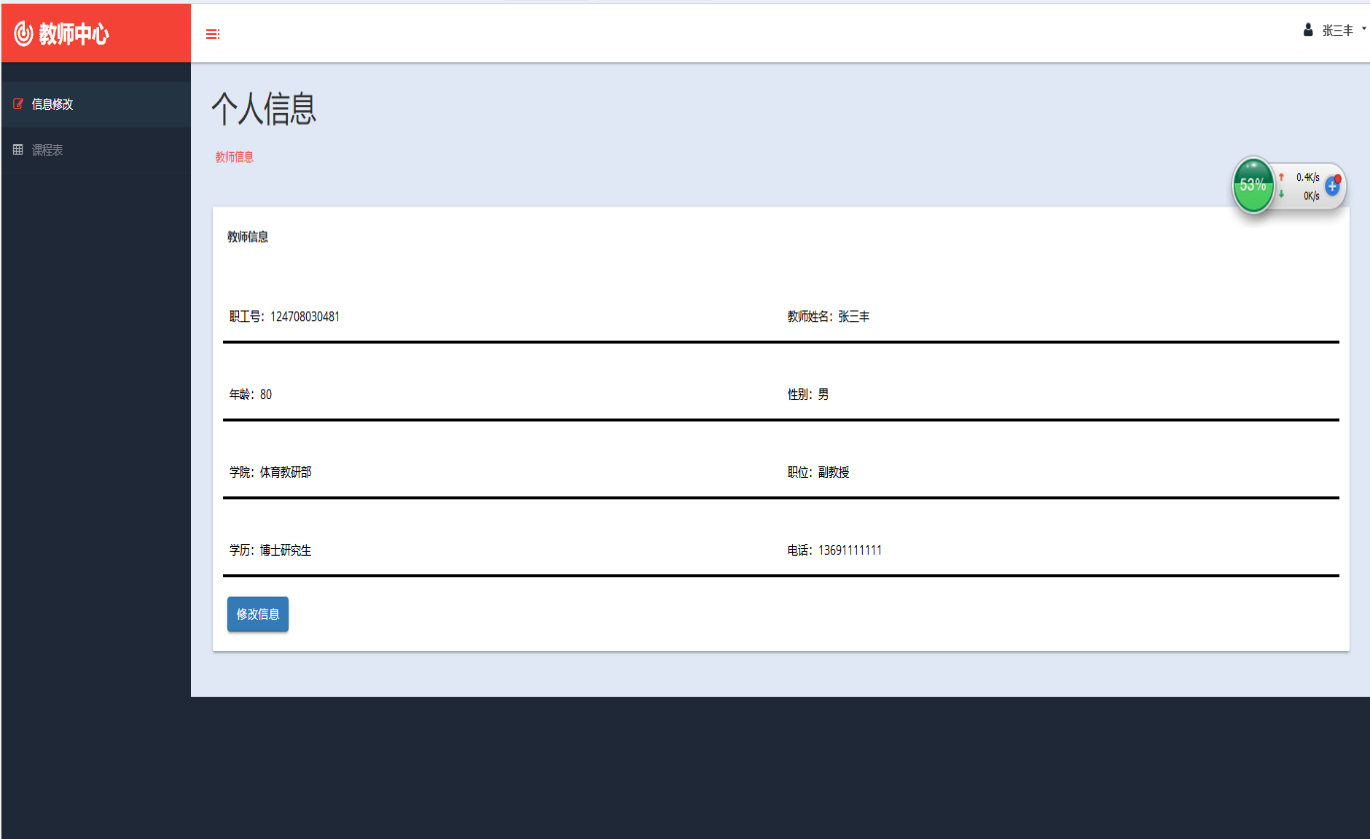 教师中心
张三丰
信息修改
课程表
个人信息
教师信息
53%
0.4K/s
0K/s
教师信息
职工号：124708030481
教师姓名：张三丰
年龄：80
性别：男
学院：体育教研部
职位：副教授
学历：博士研究生
电话：13691111111
修改信息